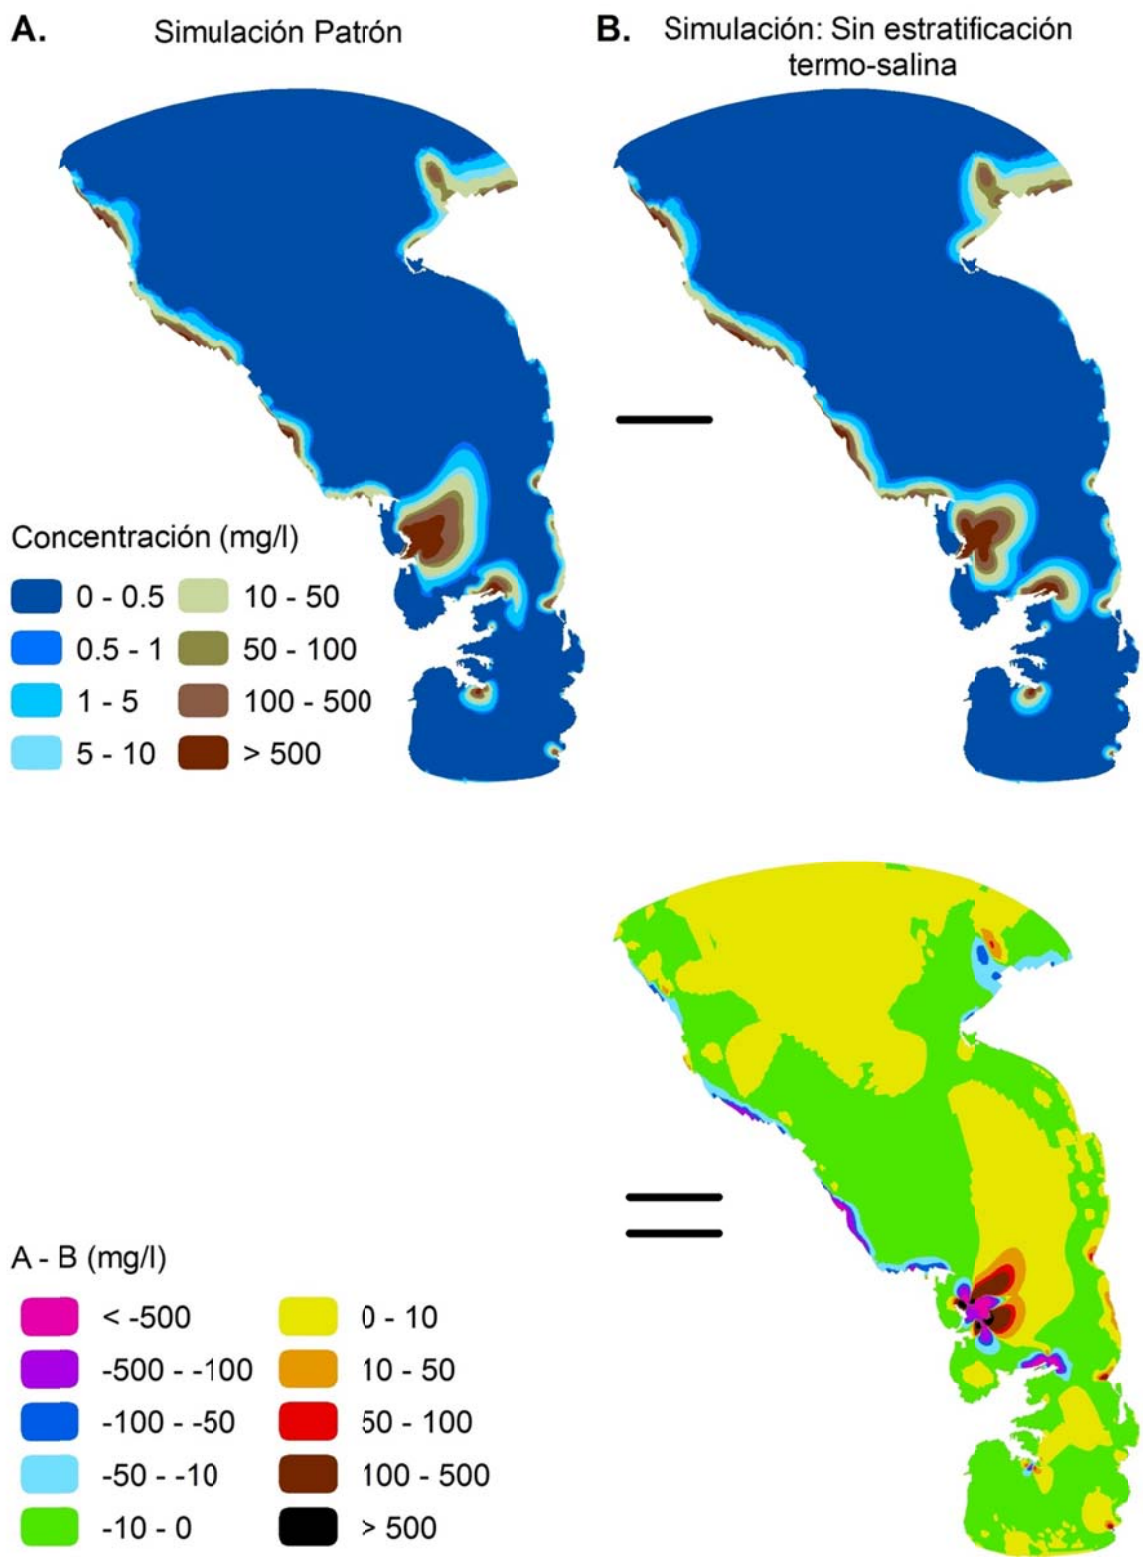 A.
Simulación Patrón
B.
Simulación: Sin estratificación
termo-salina
Concentración (mg/l)
0 - 0.5
10 - 50
0.5 - 1
50 - 100
1 - 5
100 - 500
5 - 10
> 500
A - B (mg/l)
< -500
0 - 10
-500 - -100
10 - 50
-100 - -50
50 - 100
-50 - -10
100 - 500
-10 - 0
> 500